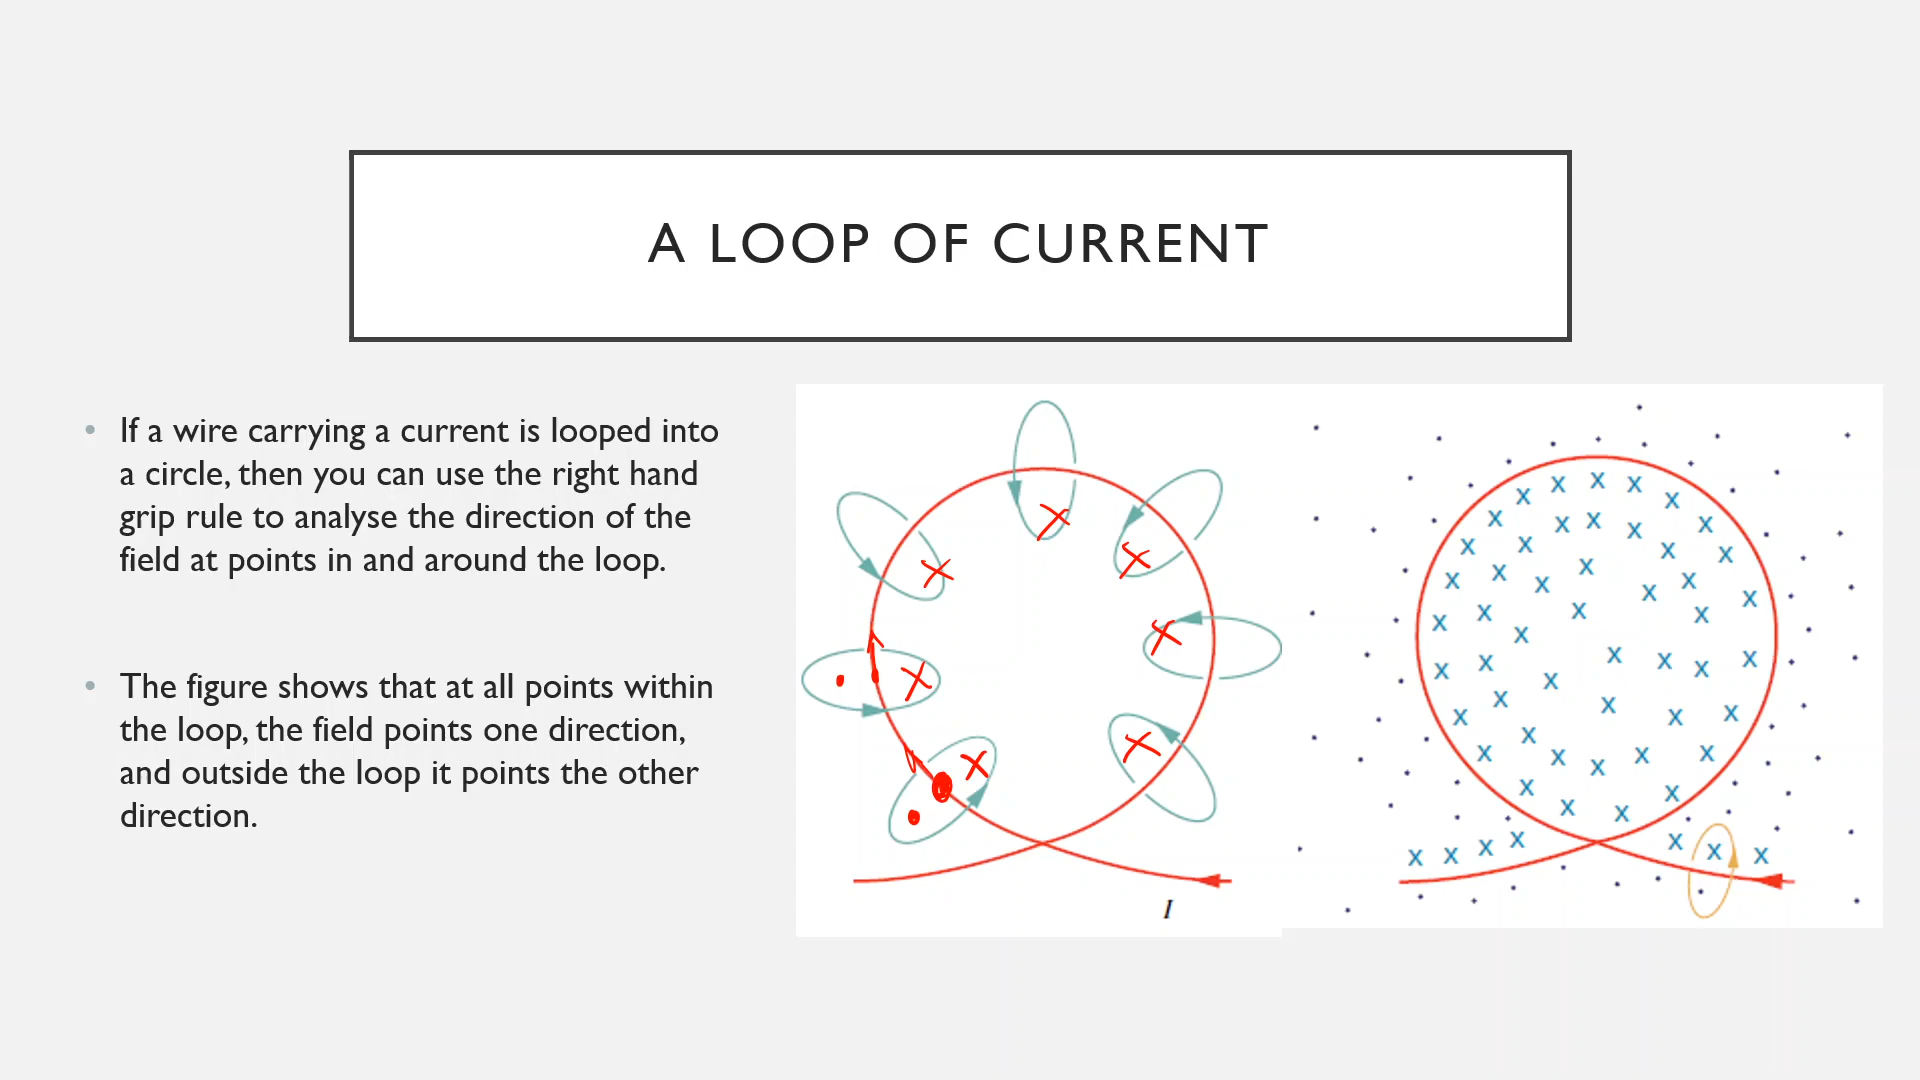 A LOOP OF CURRENT
• If a wire carrying a current is looped into
a circle, then you can use the right hand
grip rule to analyse the direction of the
field at points in and around the loop.
• The figure shows that at all points within
the loop, the field points one direction,
and outside the loop it points the other
direction.
I